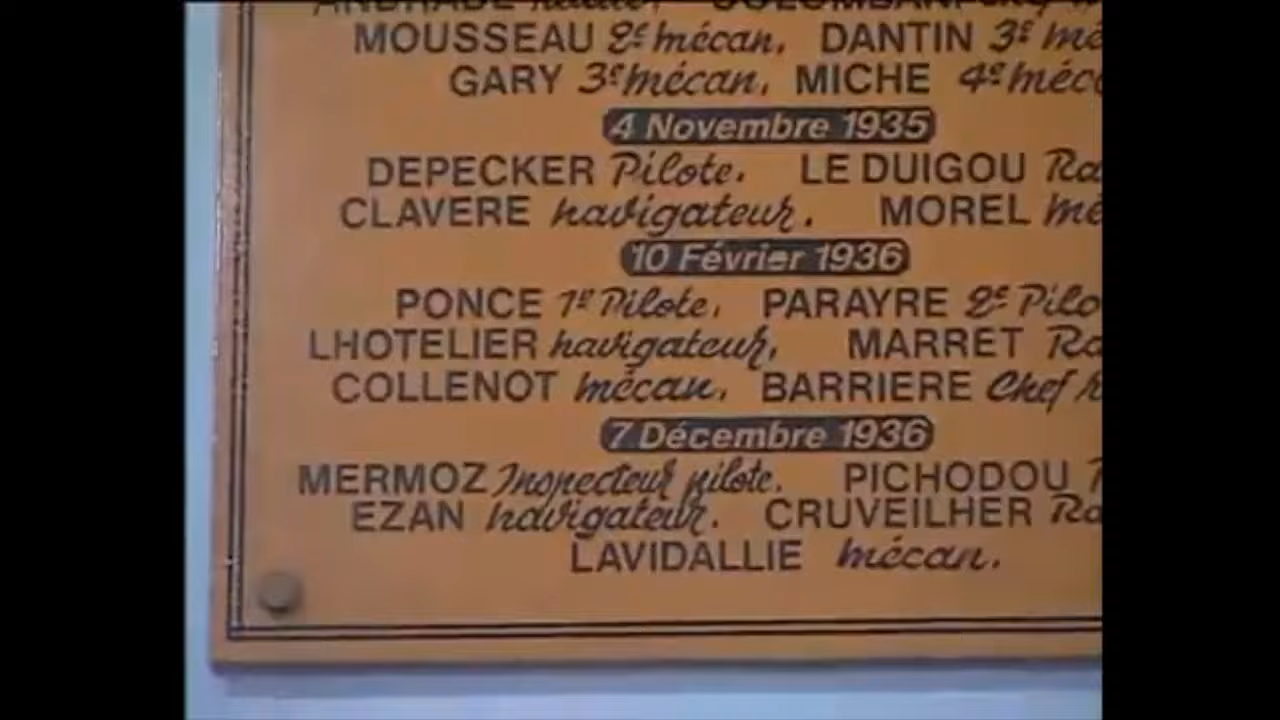 MOUSSEAU 2e mécan. DANTIN 3e
GARY 3e mécan. MICHE 4e
4 Novembre 1935
DEPECKER Pilote. LE DUIGOU
CLAVERE navigateur. MOREL
10 Février 1936
PONCE 1e Pilote. PARAYRE 2e
LHOTELIER navigateur, MARRET
COLLENOT mécan. BARRIERE Chef
7 Décembre 1936
MERMOZ Inspecteur pilote. PICHODOU
EZAN navigateur. CRUVEILHER
LAVIDALLIE mécan.